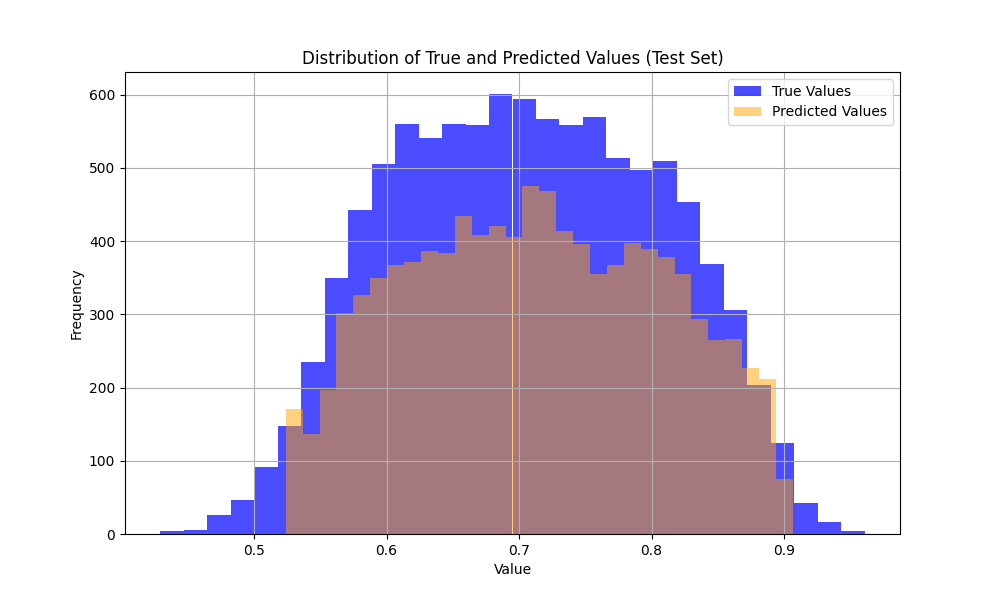 Distribution of True and Predicted Values (Test Set)
True Values
Predicted Values
600
500
400
300
200
100
0
Frequency
0.5 0.6 0.7 0.8 0.9
Value